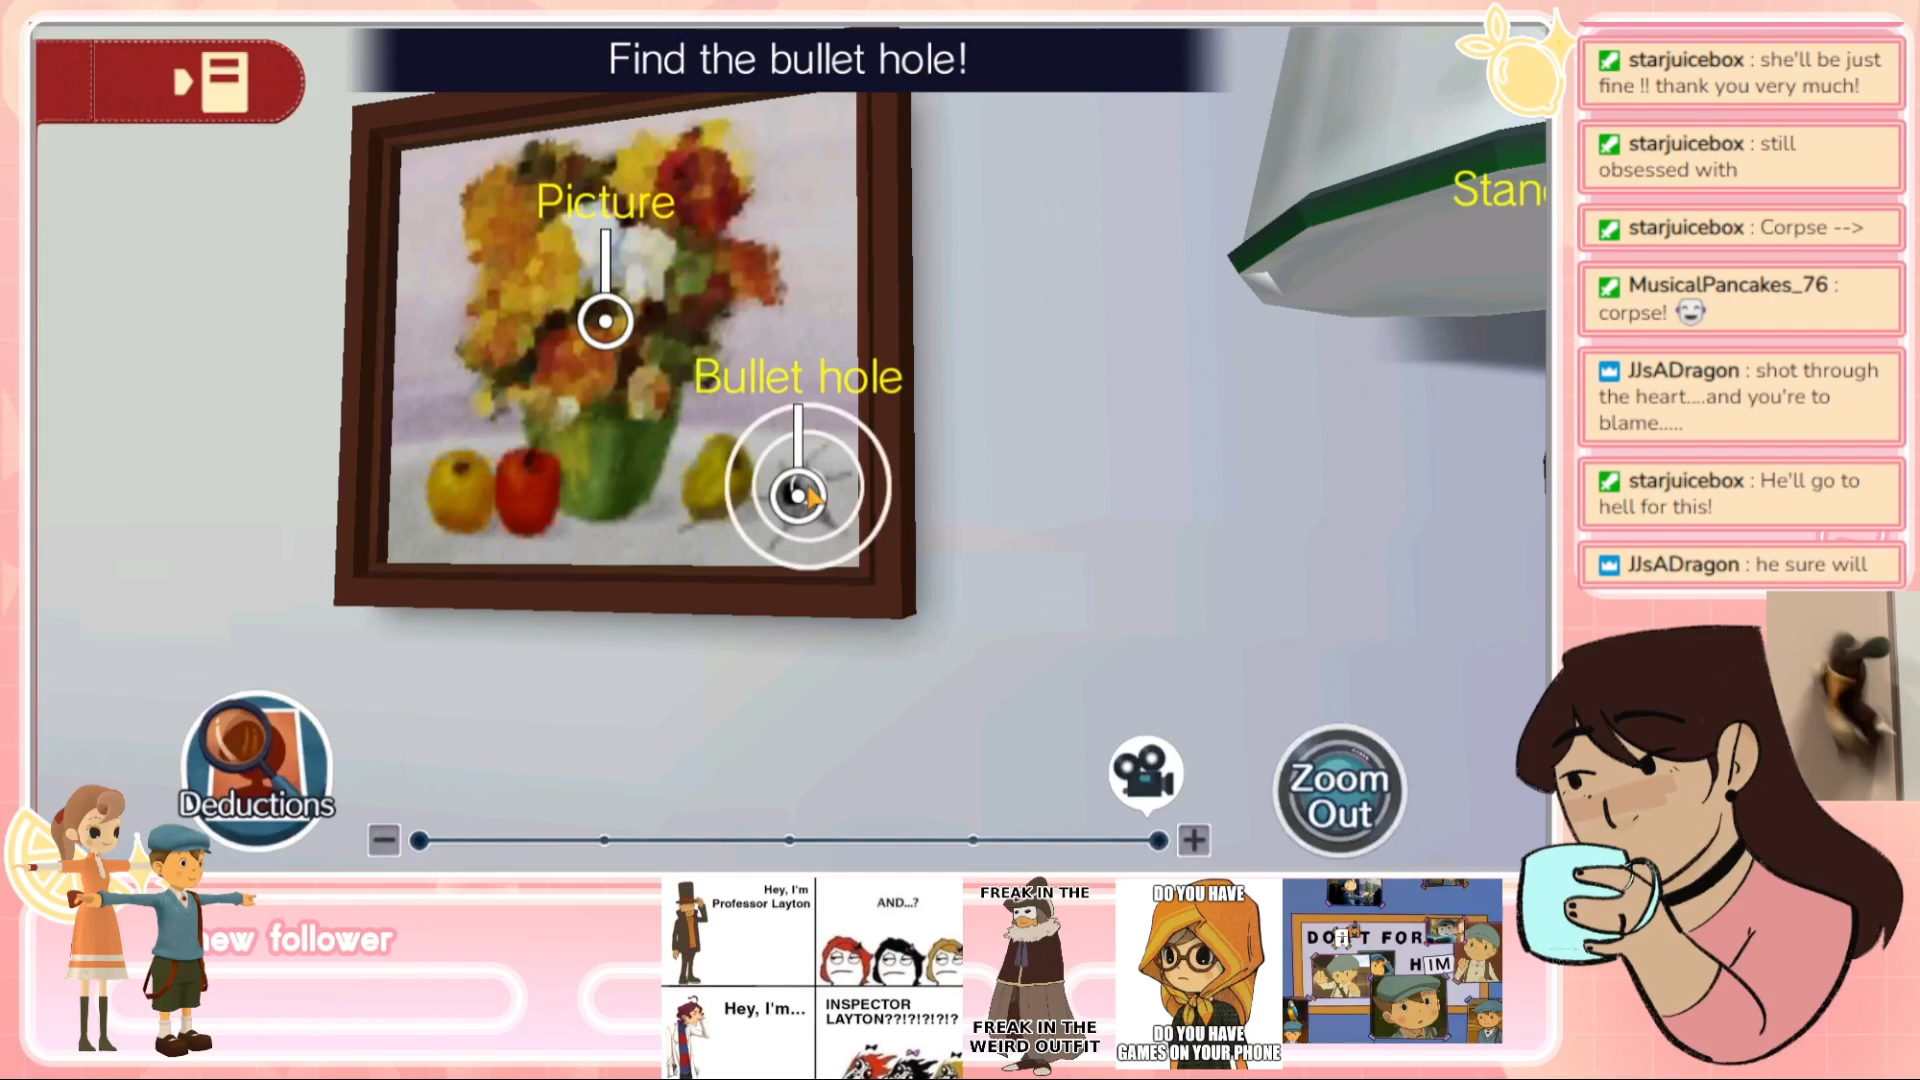 Find the bullet hole!
Picture
Bullet hole
Stan
Deductions
Zoom
Out
starjuicebox : she'll be just
fine !! thank you very much!
starjuicebox : still
obsessed with
starjuicebox : Corpse -->
MusicalPancakes_76 :
corpse!
JJsADragon : shot through
the heart....and you're to
blame.....
starjuicebox : He'll go to
hell for this!
JJsADragon : he sure will
new follower
Hey, I'm
Professor Layton
AND...?
Hey, I'm...
INSPECTOR
LAYTON??!?!?!?!?
FREAK IN THE
FREAK IN THE
WEIRD OUTFIT
DO YOU HAVE
DO YOU HAVE
GAMES ON YOUR PHONE
T FOR
HIM